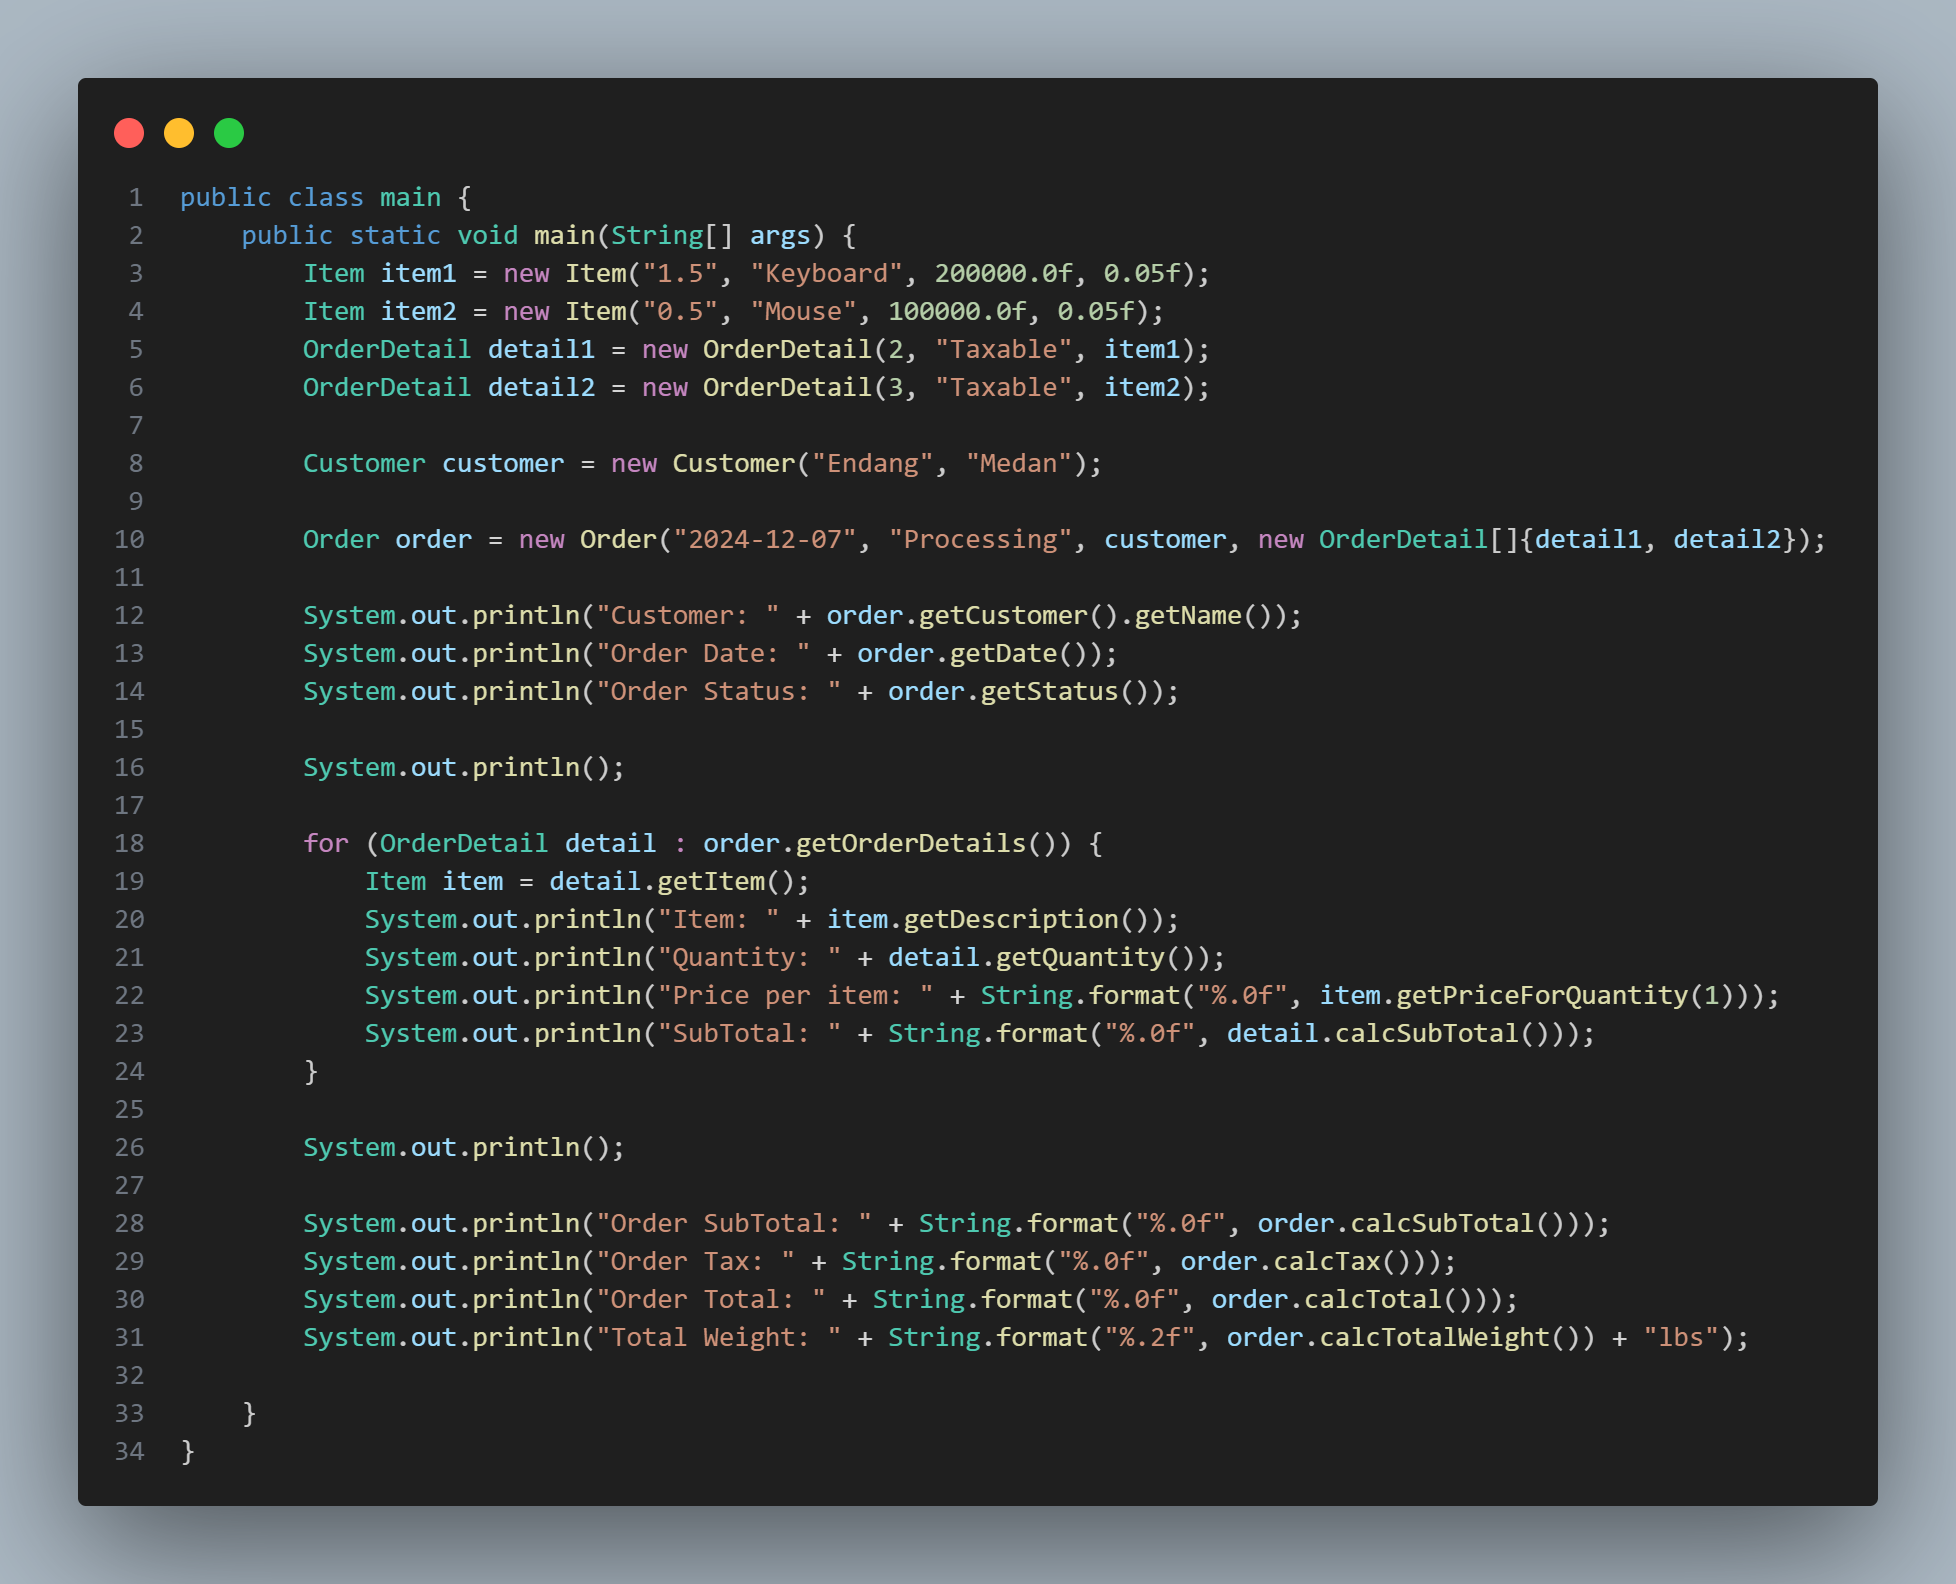 1 public class main {
2     public static void main(String[] args) {
3         Item item1 = new Item("1.5", "Keyboard", 200000.0f, 0.05f);
4         Item item2 = new Item("0.5", "Mouse", 100000.0f, 0.05f);
5         OrderDetail detail1 = new OrderDetail(2, "Taxable", item1);
6         OrderDetail detail2 = new OrderDetail(3, "Taxable", item2);
7
8         Customer customer = new Customer("Endang", "Medan");
9
10         Order order = new Order("2024-12-07", "Processing", customer, new OrderDetail[]{detail1, detail2});
11
12         System.out.println("Customer: " + order.getCustomer().getName());
13         System.out.println("Order Date: " + order.getDate());
14         System.out.println("Order Status: " + order.getStatus());
15
16         System.out.println();
17
18         for (OrderDetail detail : order.getOrderDetails()) {
19             Item item = detail.getItem();
20             System.out.println("Item: " + item.getDescription());
21             System.out.println("Quantity: " + detail.getQuantity());
22             System.out.println("Price per item: " + String.format("%.0f", item.getPriceForQuantity(1)));
23             System.out.println("SubTotal: " + String.format("%.0f", detail.calcSubTotal()));
24         }
25
26         System.out.println();
27
28         System.out.println("Order SubTotal: " + String.format("%.0f", order.calcSubTotal()));
29         System.out.println("Order Tax: " + String.format("%.0f", order.calcTax()));
30         System.out.println("Order Total: " + String.format("%.0f", order.calcTotal()));
31         System.out.println("Total Weight: " + String.format("%.2f", order.calcTotalWeight()) + "lbs");
32
33     }
34 }